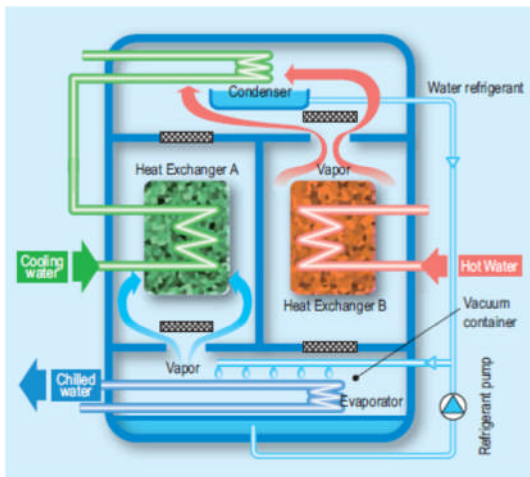 Condenser
Water refrigerant
Heat Exchanger A
Vapor
Cooling
water
Hot Water
Heat Exchanger B
Vacuum
container
Vapor
Chilled
water
Evaporator
Refrigerant pump